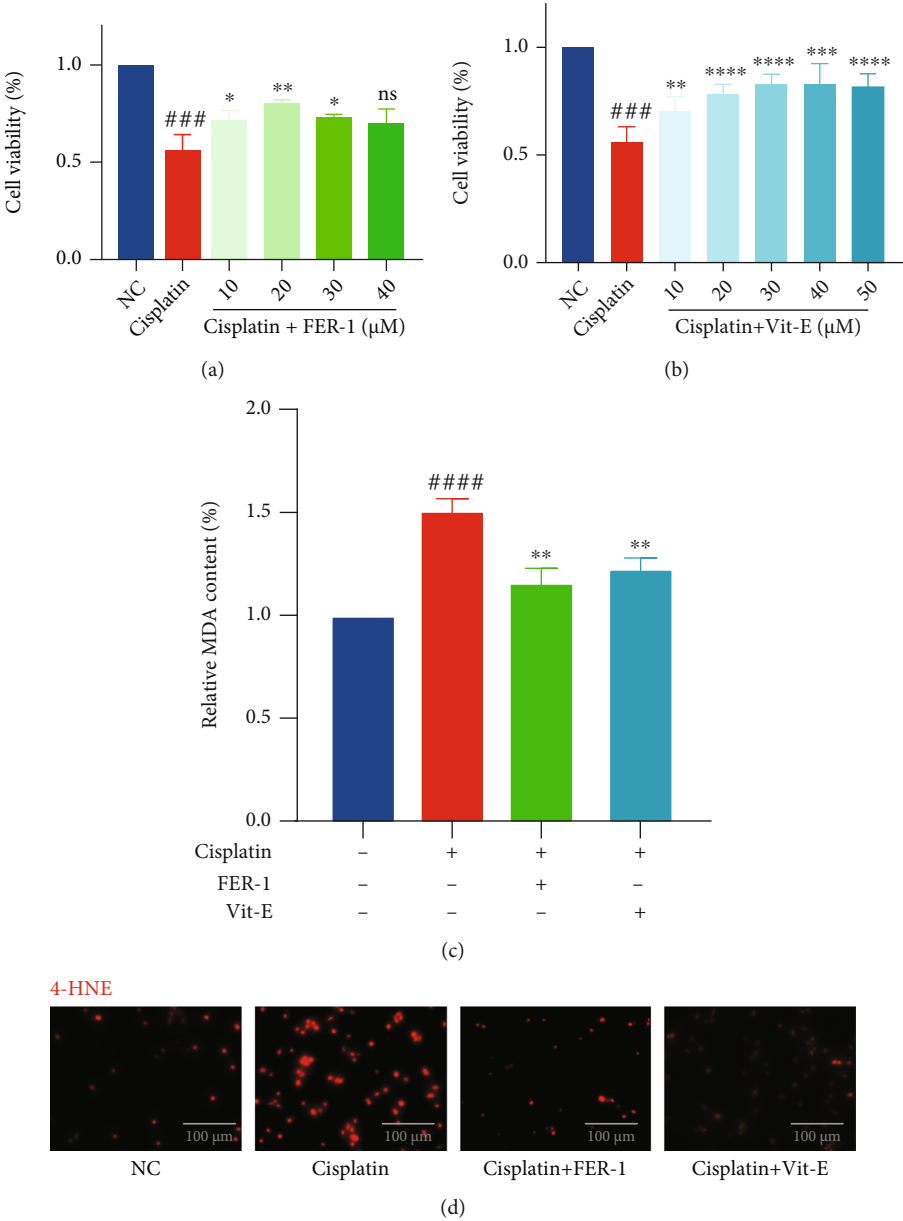 Cell viability (%)
1.0
0.5
0.0
###
*
**
*
ns
NC
Cisplatin
10
20
30
40
Cisplatin + FER-1 (μM)
(a)
Cell viability (%)
1.0
0.5
0.0
###
**
****
****
***
****
NC
Cisplatin
10
20
30
40
50
Cisplatin+Vit-E (μM)
(b)
Relative MDA content (%)
2.0
1.5
1.0
0.5
0.0
####
**
**
Cisplatin – + + +
FER-1 – – + –
Vit-E – – – +
(c)
4-HNE
100 μm
100 μm
100 μm
100 μm
NC
Cisplatin
Cisplatin+FER-1
Cisplatin+Vit-E
(d)